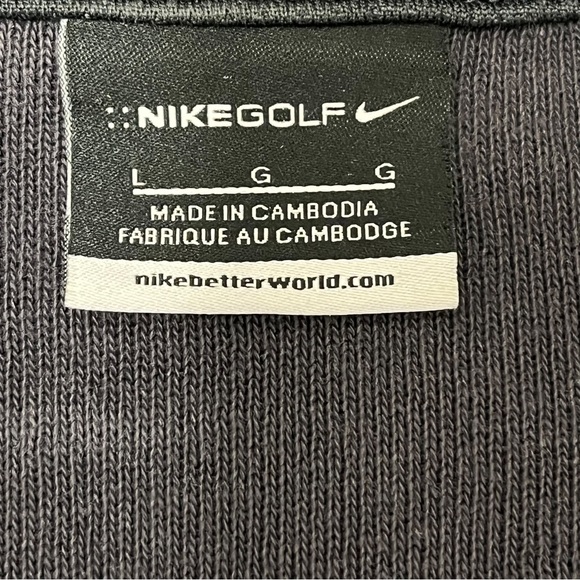 NIKEGOLF
L G G
MADE IN CAMBODIA
FABRIQUE AU CAMBODGE
nikebetterworld.com